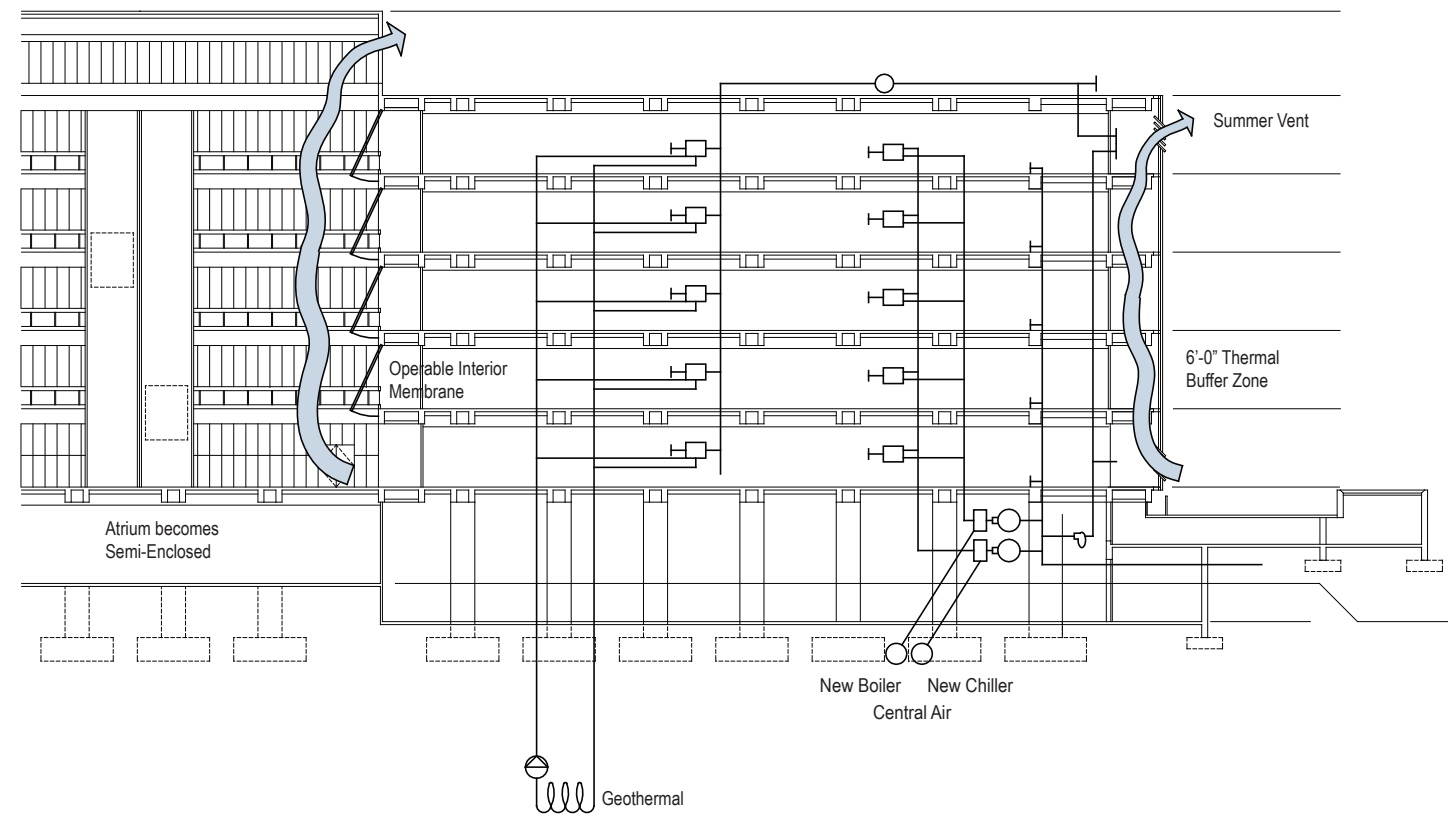 Summer Vent
Operable Interior
Membrane
6’-0” Thermal
Buffer Zone
Atrium becomes
Semi-Enclosed
New Boiler
New Chiller
Central Air
Geothermal